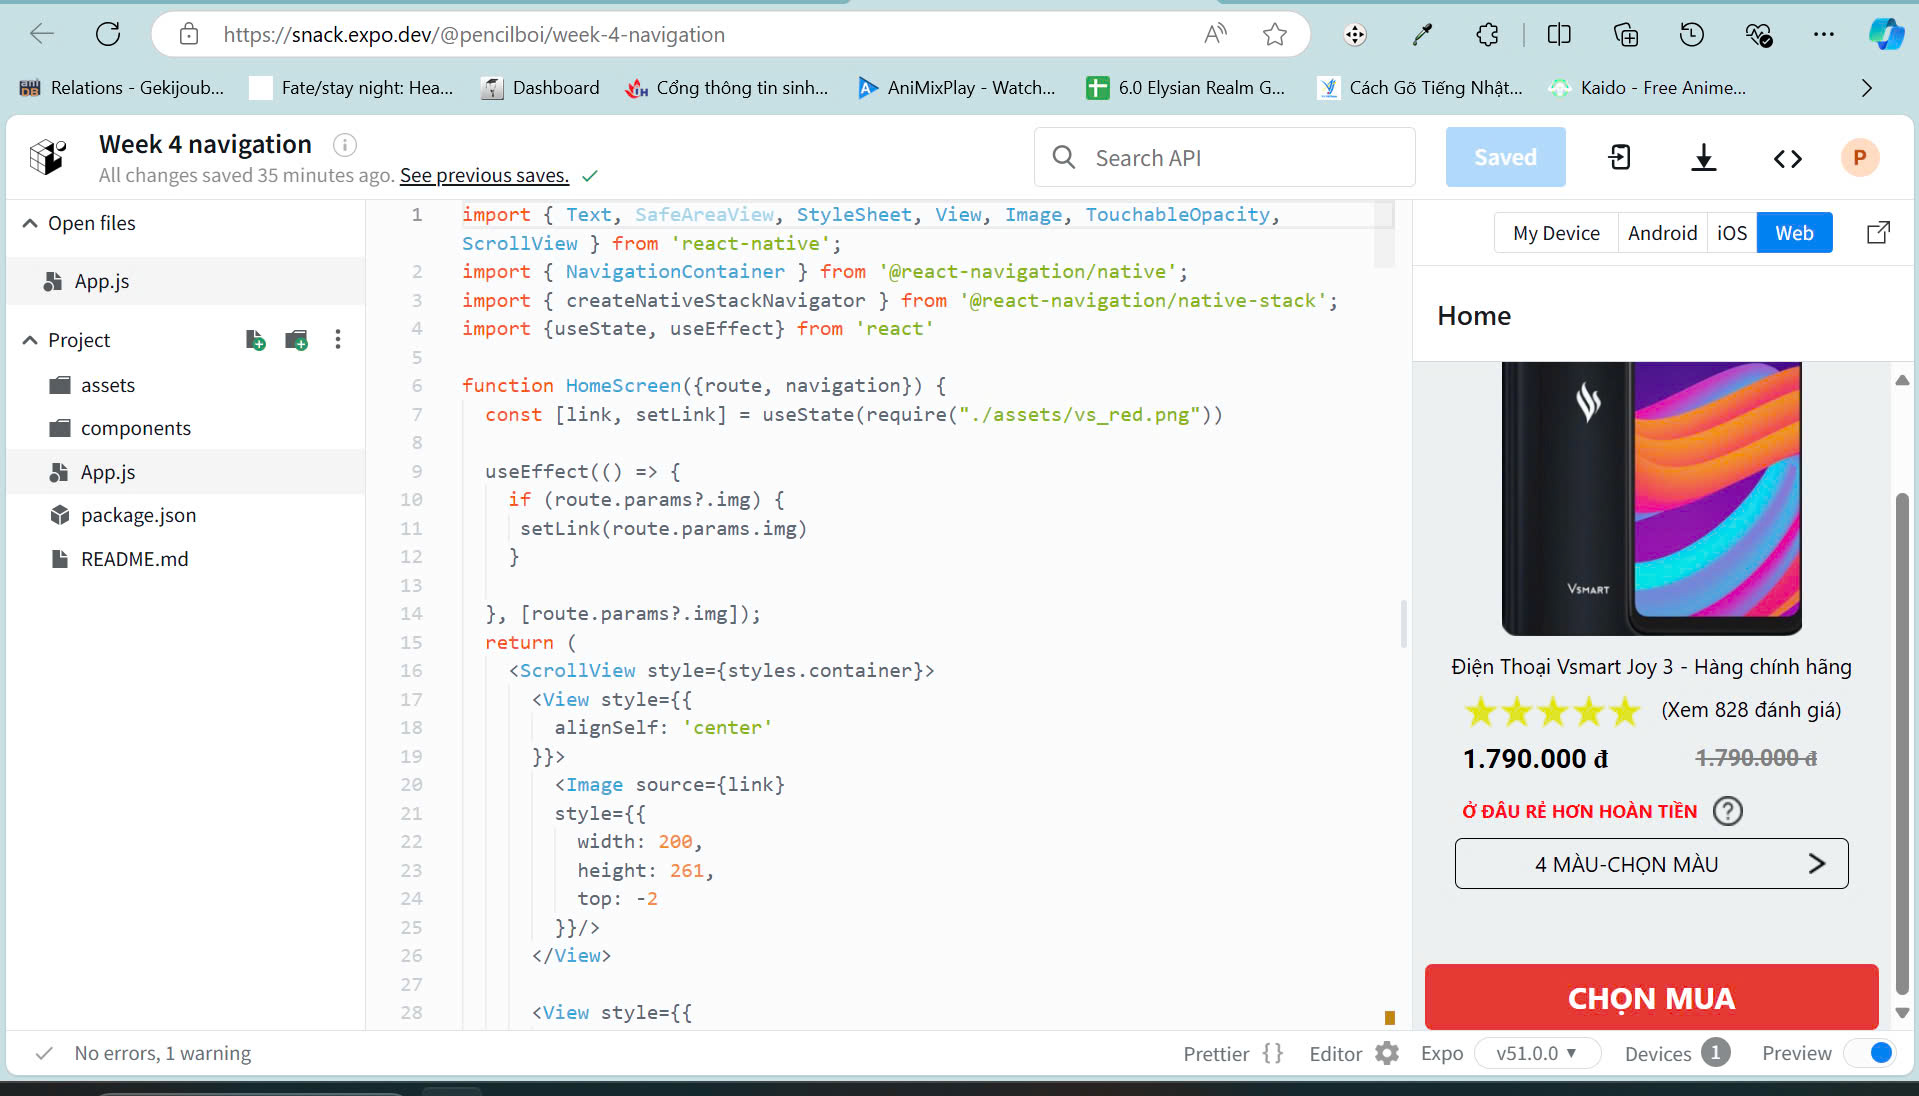 https://snack.expo.dev/@pencilboi/week-4-navigation
Relations - Gekijoub...
Fate/stay night: Hea...
Dashboard
Cổng thông tin sinh...
AniMixPlay - Watch...
6.0 Elysian Realm G...
Cách Gõ Tiếng Nhật...
Kaido - Free Anime...
Week 4 navigation
All changes saved 35 minutes ago. See previous saves.
Search API
Saved
P
Open files
App.js
Project
assets
components
App.js
package.json
README.md
1 import { Text, SafeAreaView, StyleSheet, View, Image, TouchableOpacity,
ScrollView } from 'react-native';
2 import { NavigationContainer } from '@react-navigation/native';
3 import { createNativeStackNavigator } from '@react-navigation/native-stack';
4 import {useState, useEffect} from 'react'
5
6 function HomeScreen({route, navigation}) {
7 const [link, setLink] = useState(require("./assets/vs_red.png"))
8
9 useEffect(() => {
10 if (route.params?.img) {
11 setLink(route.params.img)
12 }
13
14 }, [route.params?.img]);
15 return (
16 <ScrollView style={styles.container}>
17 <View style={{
18 alignSelf: 'center'
19 }}>
20 <Image source={link}
21 style={{
22 width: 200,
23 height: 261,
24 top: -2
25 }}/>
26 </View>
27
28 <View style={{
My Device
Android
iOS
Web
Home
VSMART
Điện Thoại Vsmart Joy 3 - Hàng chính hãng
(Xem 828 đánh giá)
1.790.000 đ
1.790.000 đ
Ở ĐÂU RẺ HƠN HOÀN TIỀN
4 MÀU-CHỌN MÀU
CHỌN MUA
No errors, 1 warning
Prettier { }
Editor
Expo
v51.0.0
Devices 1
Preview